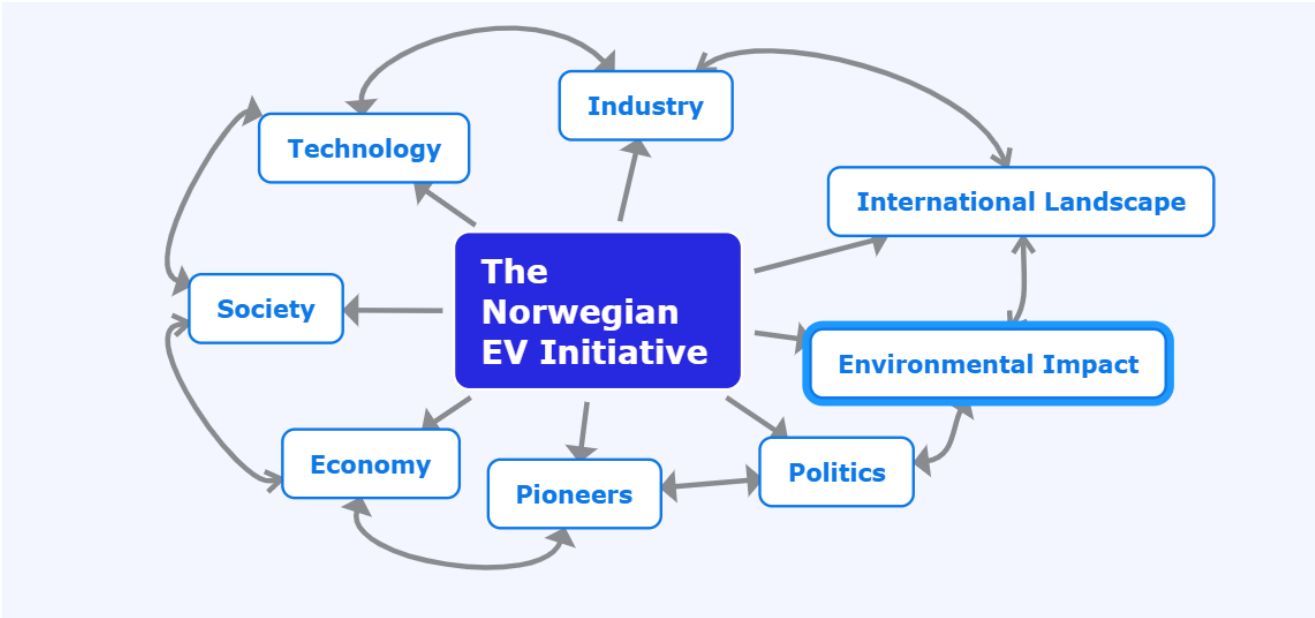 Industry
Technology
International Landscape
The
Norwegian
EV Initiative
Society
Environmental Impact
Economy
Politics
Pioneers